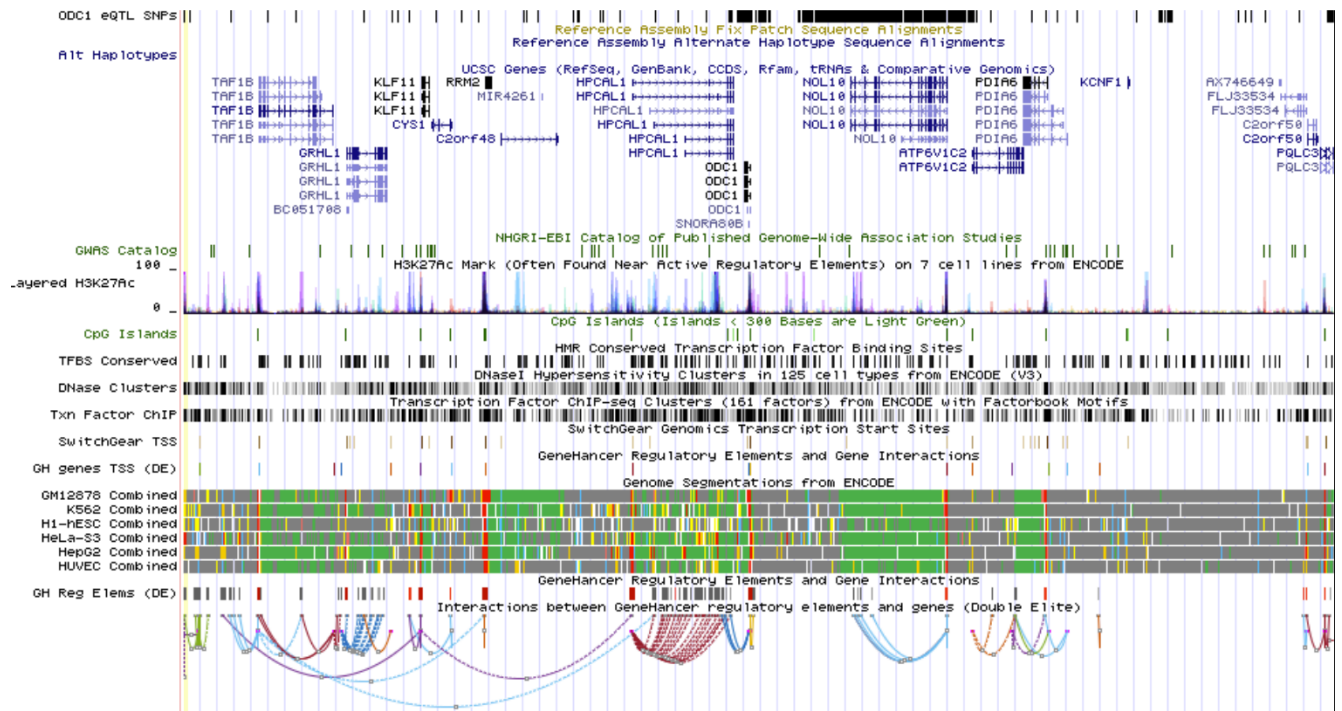 ODC1 eQTL SNPs
Reference Assembly Fix Patch Sequence Alignments
Reference Assembly Alternate Haplotype Sequence Alignments
Alt Haplotypes
UCSC Genes (RefSeq, GenBank, CCDS, Rfam, tRNAs & Comparative Genomics)
TAF1B KLF11 RRM2 HPCAL1 NOL10 PDIA6 KCNF1 AX746649
TAF1B KLF11 MIR4261 HPCAL1 NOL10 PDIA6 FLJ33534
TAF1B KLF11 HPCAL1 NOL10 PDIA6 FLJ33534
TAF1B CYS1 HPCAL1 NOL10 PDIA6 C2orf50
TAF1B C2orf48 HPCAL1 NOL10 PDIA6 C2orf50
GRHL1 HPCAL1 ATP6V1C2 PQLC3
GRHL1 ODC1 ATP6V1C2 PQLC3
GRHL1 ODC1
GRHL1 ODC1
BC051708 ODC1
SNORA80B
NHGRI-EBI Catalog of Published Genome-Wide Association Studies
GWAS Catalog
H3K27Ac Mark (Often Found Near Active Regulatory Elements) on 7 cell lines from ENCODE
100 _
Layered H3K27Ac
0 _
CpG Islands (Islands < 300 Bases are Light Green)
CpG Islands
HMR Conserved Transcription Factor Binding Sites
TFBS Conserved
DNaseI Hypersensitivity Clusters in 125 cell types from ENCODE (V3)
DNase Clusters
Transcription Factor ChIP-seq Clusters (161 factors) from ENCODE with Factorbook Motifs
Txn Factor ChIP
SwitchGear Genomics Transcription Start Sites
SwitchGear TSS
GeneHancer Regulatory Elements and Gene Interactions
GH genes TSS (DE)
Genome Segmentations from ENCODE
GM12878 Combined
K562 Combined
H1-hESC Combined
HeLa-S3 Combined
HepG2 Combined
HUVEC Combined
GeneHancer Regulatory Elements and Gene Interactions
GH Reg Elems (DE)
Interactions between GeneHancer regulatory elements and genes (Double Elite)